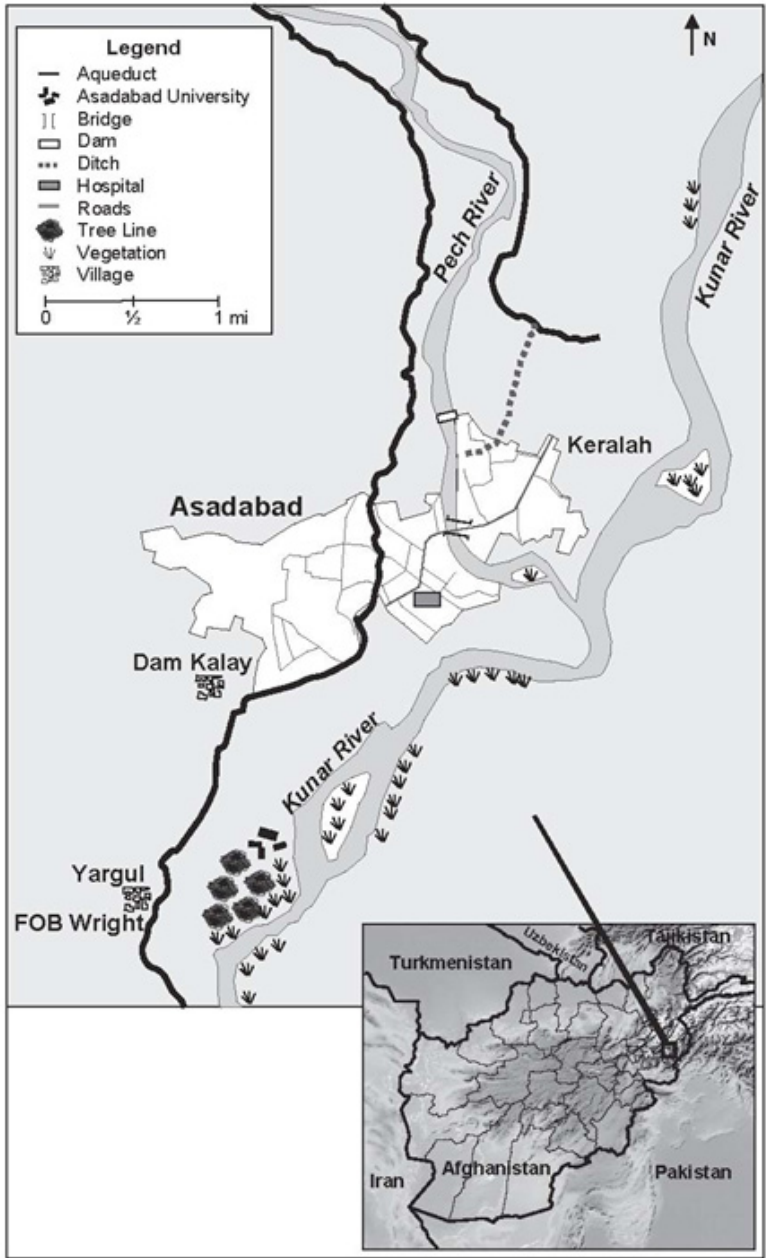 Legend
Aqueduct
Asadabad University
Bridge
Dam
Ditch
Hospital
Roads
Tree Line
Vegetation
Village
0 ½ 1 mi
N
Pech River
Kunar River
Keralah
Asadabad
Dam Kalay
Kunar River
Yargul
FOB Wright
Uzbekistan
Tajikistan
Turkmenistan
Afghanistan
Iran
Pakistan